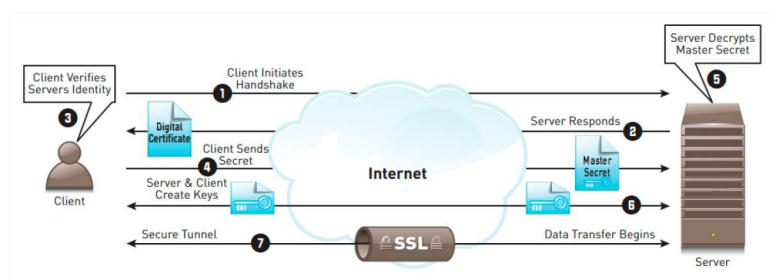 Client Verifies
Servers Identity
3
Client Initiates
Handshake
1
Server Decrypts
Master Secret
5
Digital
Certificate
Server Responds
2
Client Sends
Secret
4
Internet
Master
Secret
Client
Server & Client
Create Keys
6
Secure Tunnel
7
SSL
Data Transfer Begins
Server